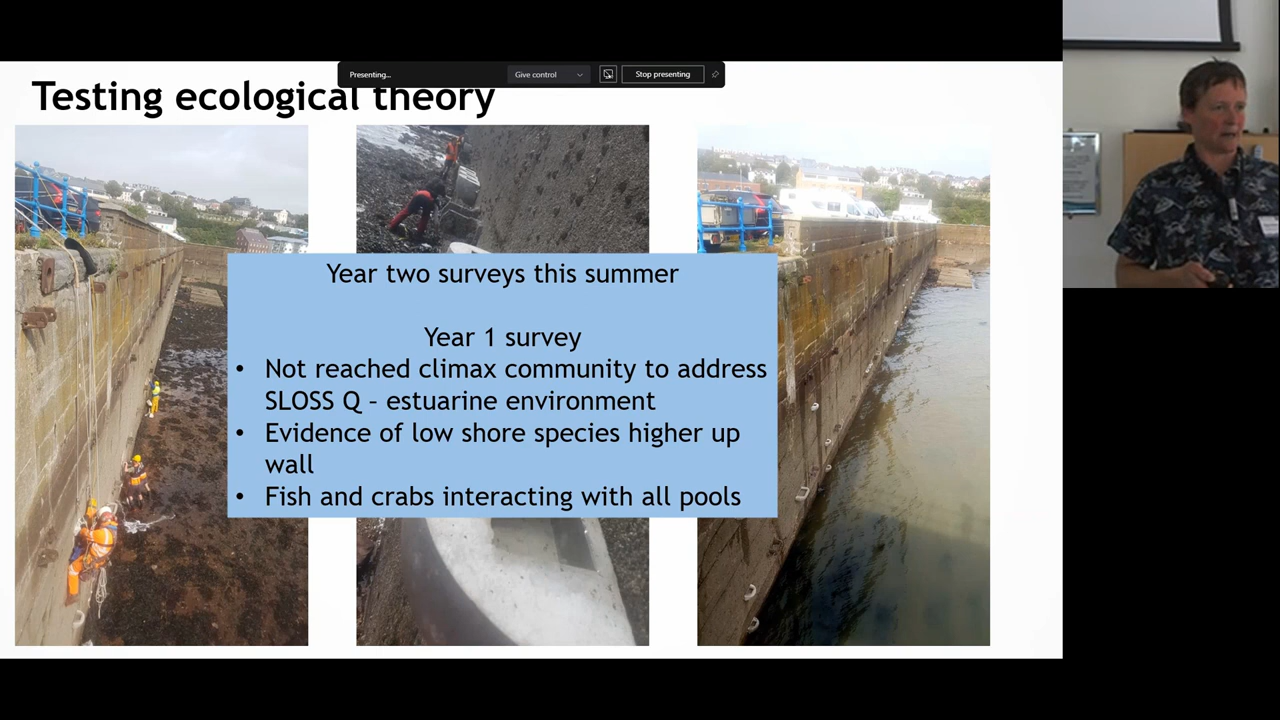 Presenting...
Give control
Stop presenting
Testing ecological theory
Year two surveys this summer
Year 1 survey
• Not reached climax community to address
SLOSS Q – estuarine environment
• Evidence of low shore species higher up
wall
• Fish and crabs interacting with all pools